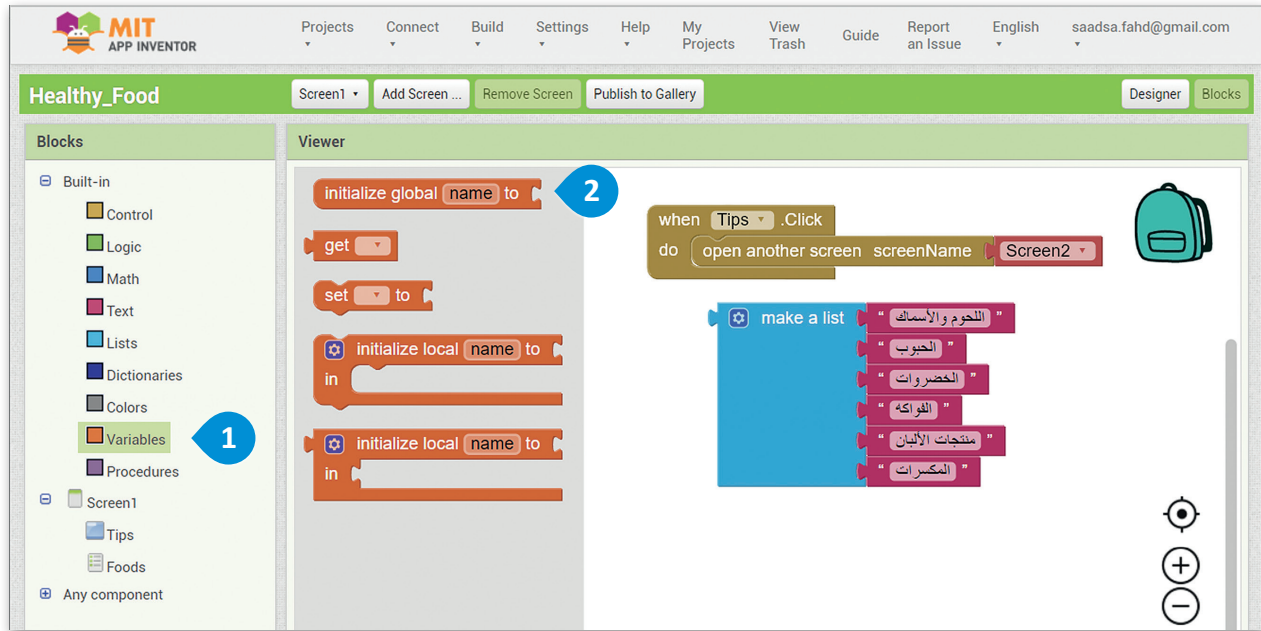 MIT
APP INVENTOR
Projects
Connect
Build
Settings
Help
My Projects
View Trash
Guide
Report an Issue
English
saadsa.fahd@gmail.com
Healthy_Food
Screen1
Add Screen ...
Remove Screen
Publish to Gallery
Designer
Blocks
Blocks
Viewer
Built-in
Control
Logic
Math
Text
Lists
Dictionaries
Colors
Variables
1
Procedures
Screen1
Tips
Foods
Any component
initialize global name to
2
get
set to
initialize local name to
in
initialize local name to
in
when Tips .Click
do open another screen screenName Screen2
make a list " اللحوم والأسماك "
" الحبوب "
" الخضروات "
" الفواكه "
" منتجات الألبان "
" المكسرات "